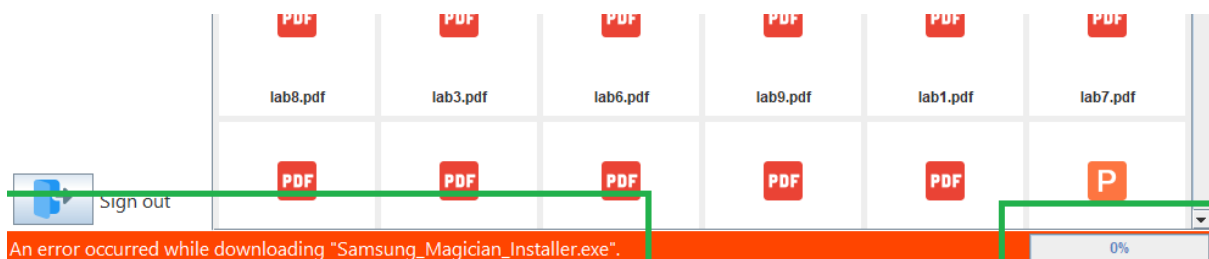 PDF PDF PDF PDF PDF PDF
lab8.pdf lab3.pdf lab6.pdf lab9.pdf lab1.pdf lab7.pdf
PDF PDF PDF PDF PDF P
Sign out
An error occurred while downloading "Samsung_Magician_Installer.exe". 0%